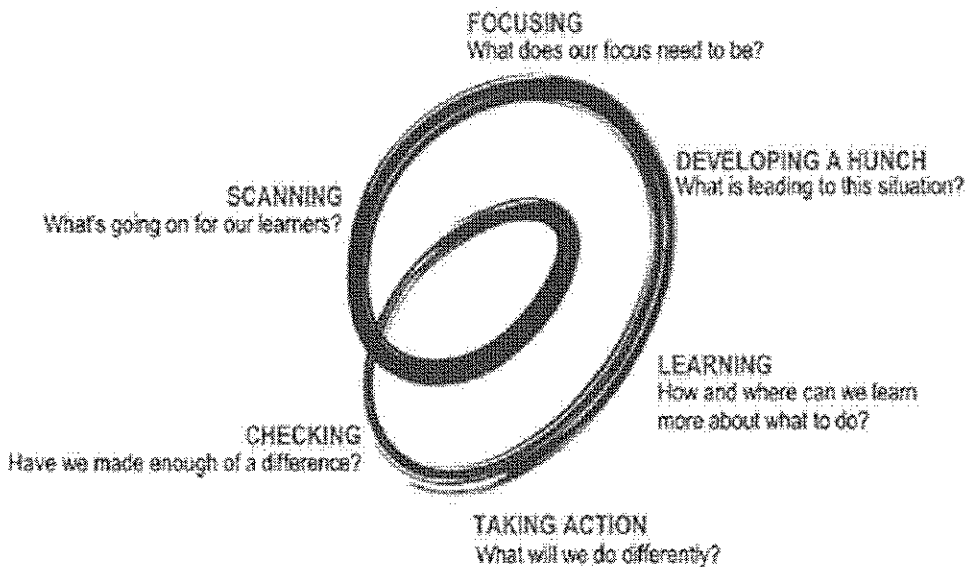 FOCUSING
What does our focus need to be?
DEVELOPING A HUNCH
What is leading to this situation?
SCANNING
What's going on for our learners?
LEARNING
How and where can we learn
more about what to do?
CHECKING
Have we made enough of a difference?
TAKING ACTION
What will we do differently?